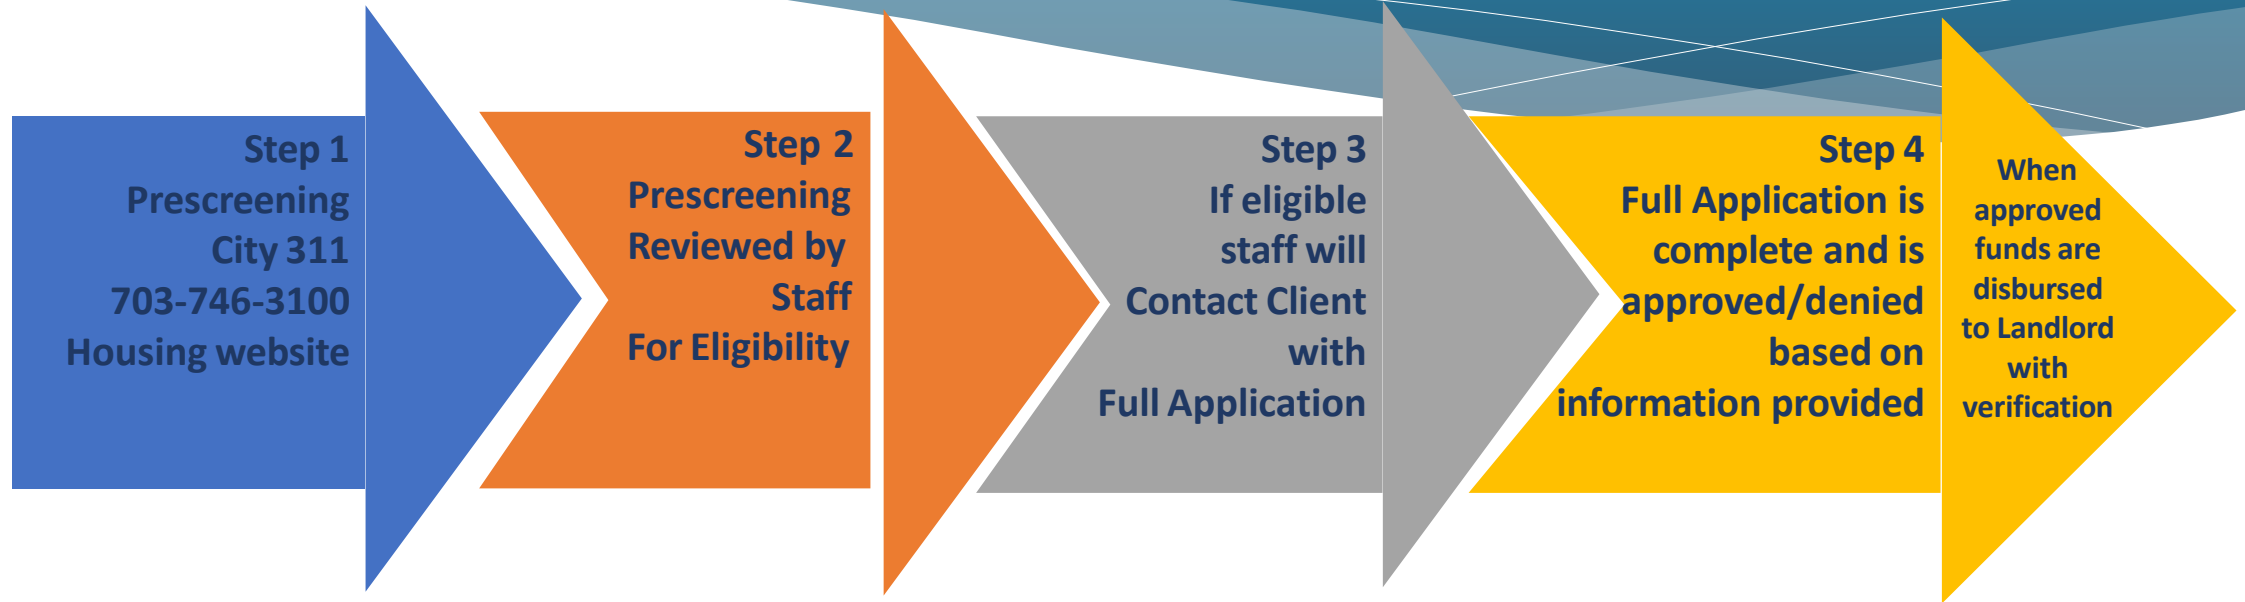 Step 1
Prescreening
City 311
703-746-3100
Housing website
Step 2
Prescreening
Reviewed by
Staff
For Eligibility
Step 3
If eligible
staff will
Contact Client
with
Full Application
Step 4
Full Application is
complete and is
approved/denied
based on
information provided
When
approved
funds are
disbursed
to Landlord
with
verification